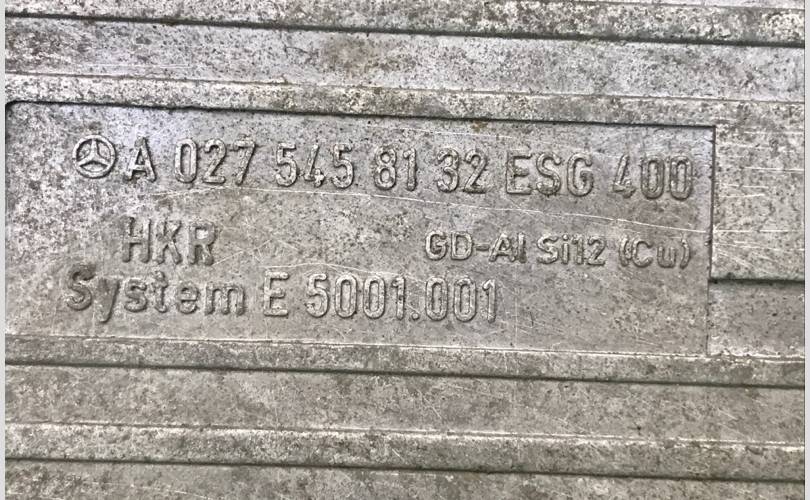 A 027 545 81 32 ESG 400
HKR GD-Al Si12 (Cu)
System E 5001.001